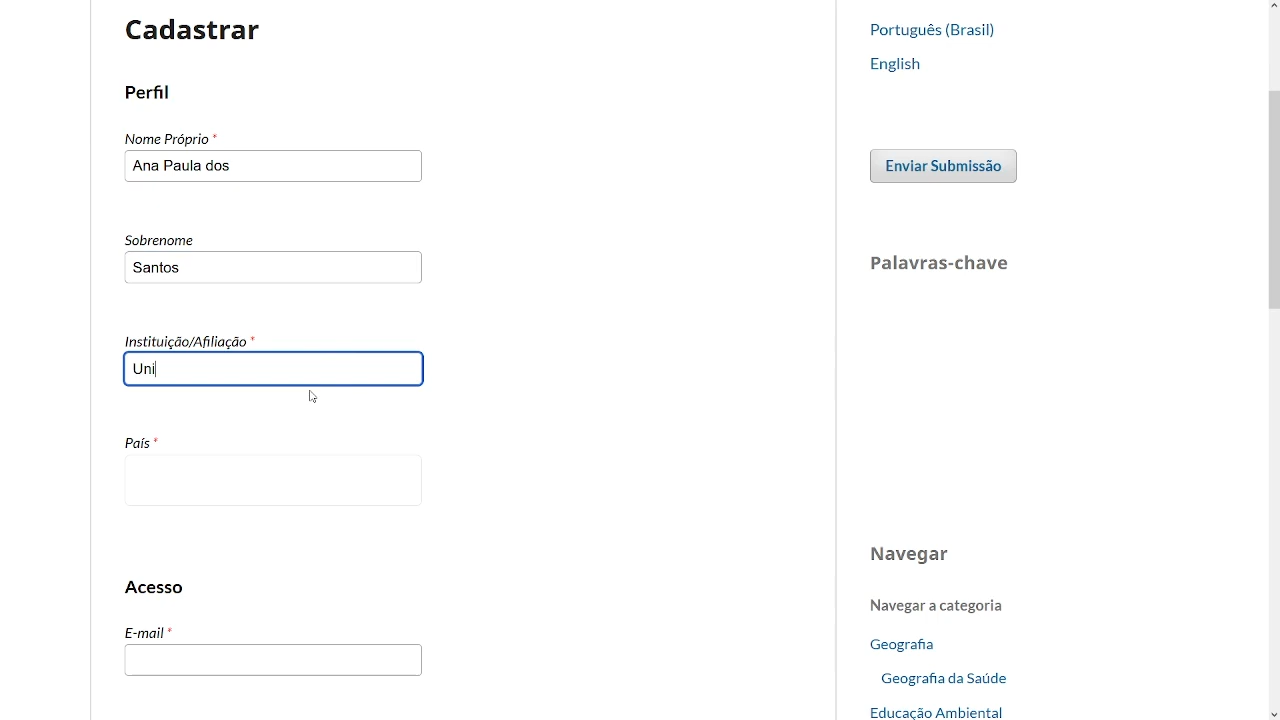 Cadastrar
Perfil
Nome Próprio *
Ana Paula dos
Sobrenome
Santos
Instituição/Afiliação *
Uni
País *
Acesso
E-mail *
Português (Brasil)
English
Enviar Submissão
Palavras-chave
Navegar
Navegar a categoria
Geografia
Geografia da Saúde
Educação Ambiental